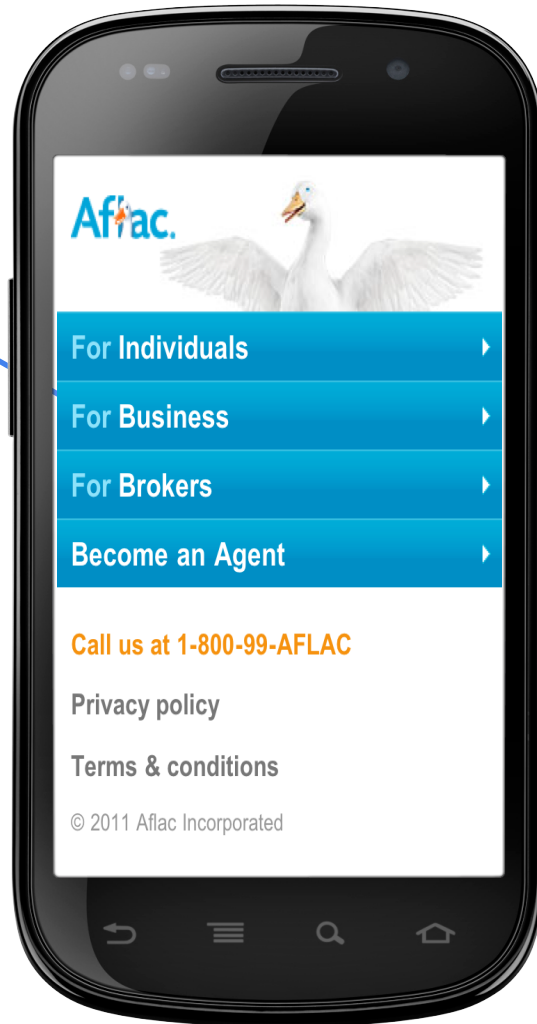 Aflac.
For Individuals
For Business
For Brokers
Become an Agent
Call us at 1-800-99-AFLAC
Privacy policy
Terms & conditions
© 2011 Aflac Incorporated